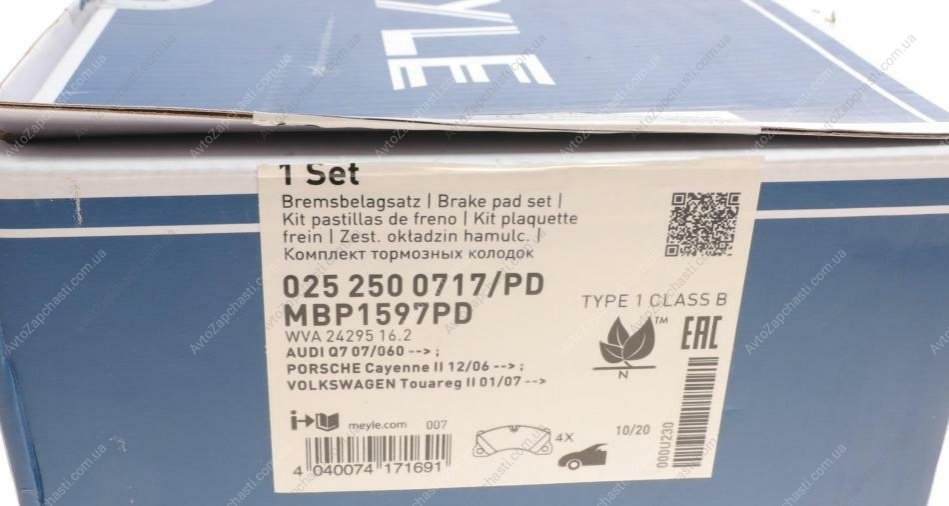 YLE
1 Set
Bremsbelagsatz | Brake pad set |
Kit pastillas de freno | Kit plaquette
frein | Zest. okładzin hamulc. |
Комплект тормозных колодок
025 250 0717/PD
MBP1597PD
WVA 24295 16.2
AUDI Q7 07/060 --> ;
PORSCHE Cayenne II 12/06 --> ;
VOLKSWAGEN Touareg II 01/07 -->
TYPE 1 CLASS B
TM
N
EAC
i
meyle.com 007
4X
10/20
000U230
4 040074 171691
AvtoZapchasti.com.ua